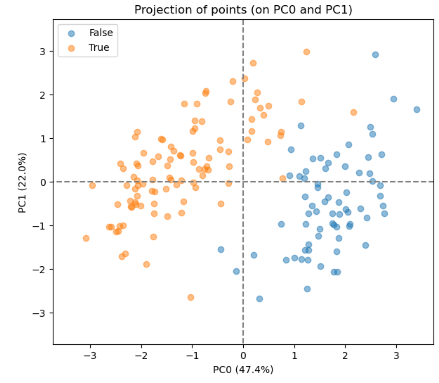 Projection of points (on PC0 and PC1)
False
True
3
2
1
0
−1
−2
−3
−3 −2 −1 0 1 2 3
PC1 (22.0%)
PC0 (47.4%)